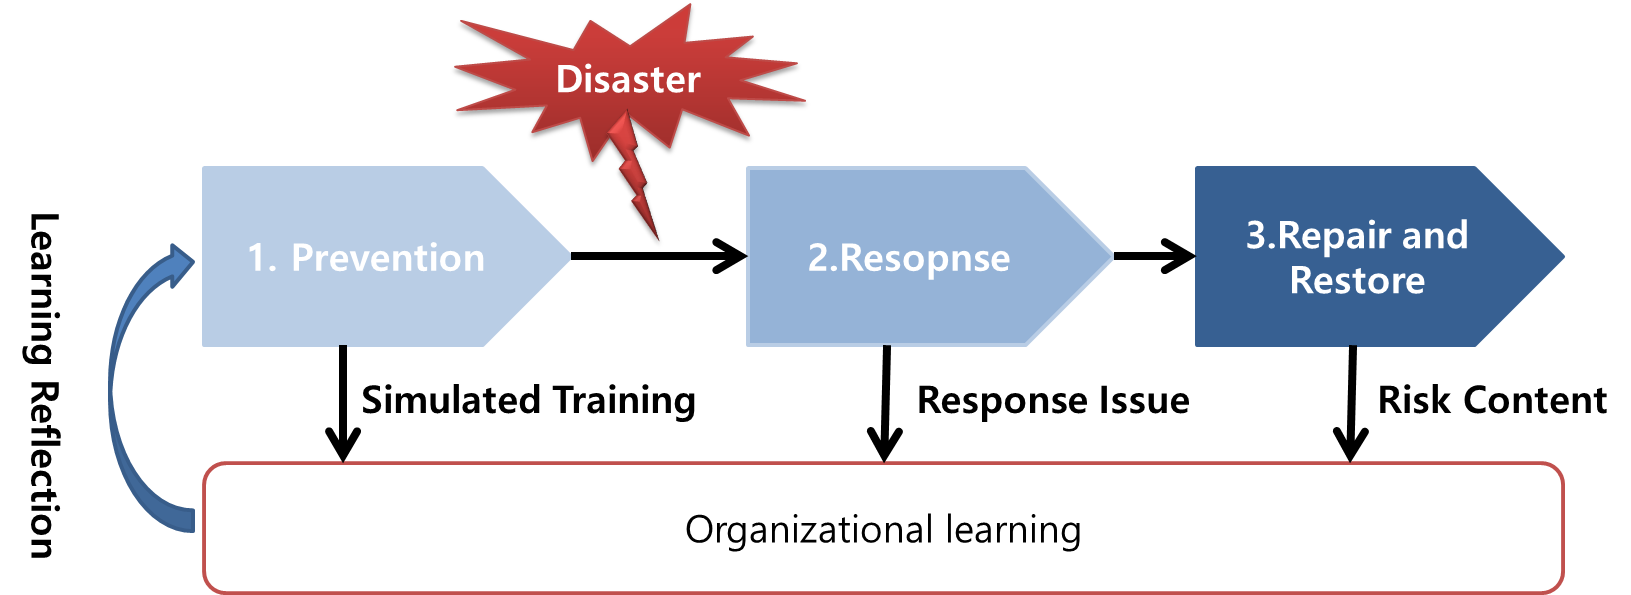 Disaster
1. Prevention
2.Resopnse
3.Repair and
Restore
Simulated Training
Response Issue
Risk Content
Learning Reflection
Organizational learning